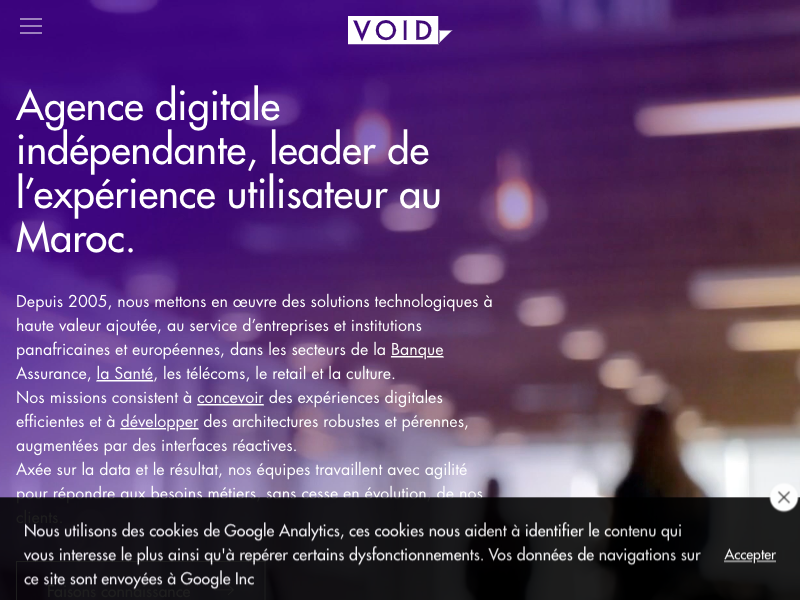 VOID
Agence digitale
indépendante, leader de
l’expérience utilisateur au
Maroc.
Depuis 2005, nous mettons en œuvre des solutions technologiques à
haute valeur ajoutée, au service d’entreprises et institutions
panafricaines et européennes, dans les secteurs de la Banque
Assurance, la Santé, les télécoms, le retail et la culture.
Nos missions consistent à concevoir des expériences digitales
efficientes et à développer des architectures robustes et pérennes,
augmentées par des interfaces réactives.
Axée sur la data et le résultat, nos équipes travaillent avec agilité
pour répondre aux besoins métiers, sans cesse en évolution, de nos
clients.
Nous utilisons des cookies de Google Analytics, ces cookies nous aident à identifier le contenu qui
vous interesse le plus ainsi qu'à repérer certains dysfonctionnements. Vos données de navigations sur
ce site sont envoyées à Google Inc
Accepter
Faisons connaissance